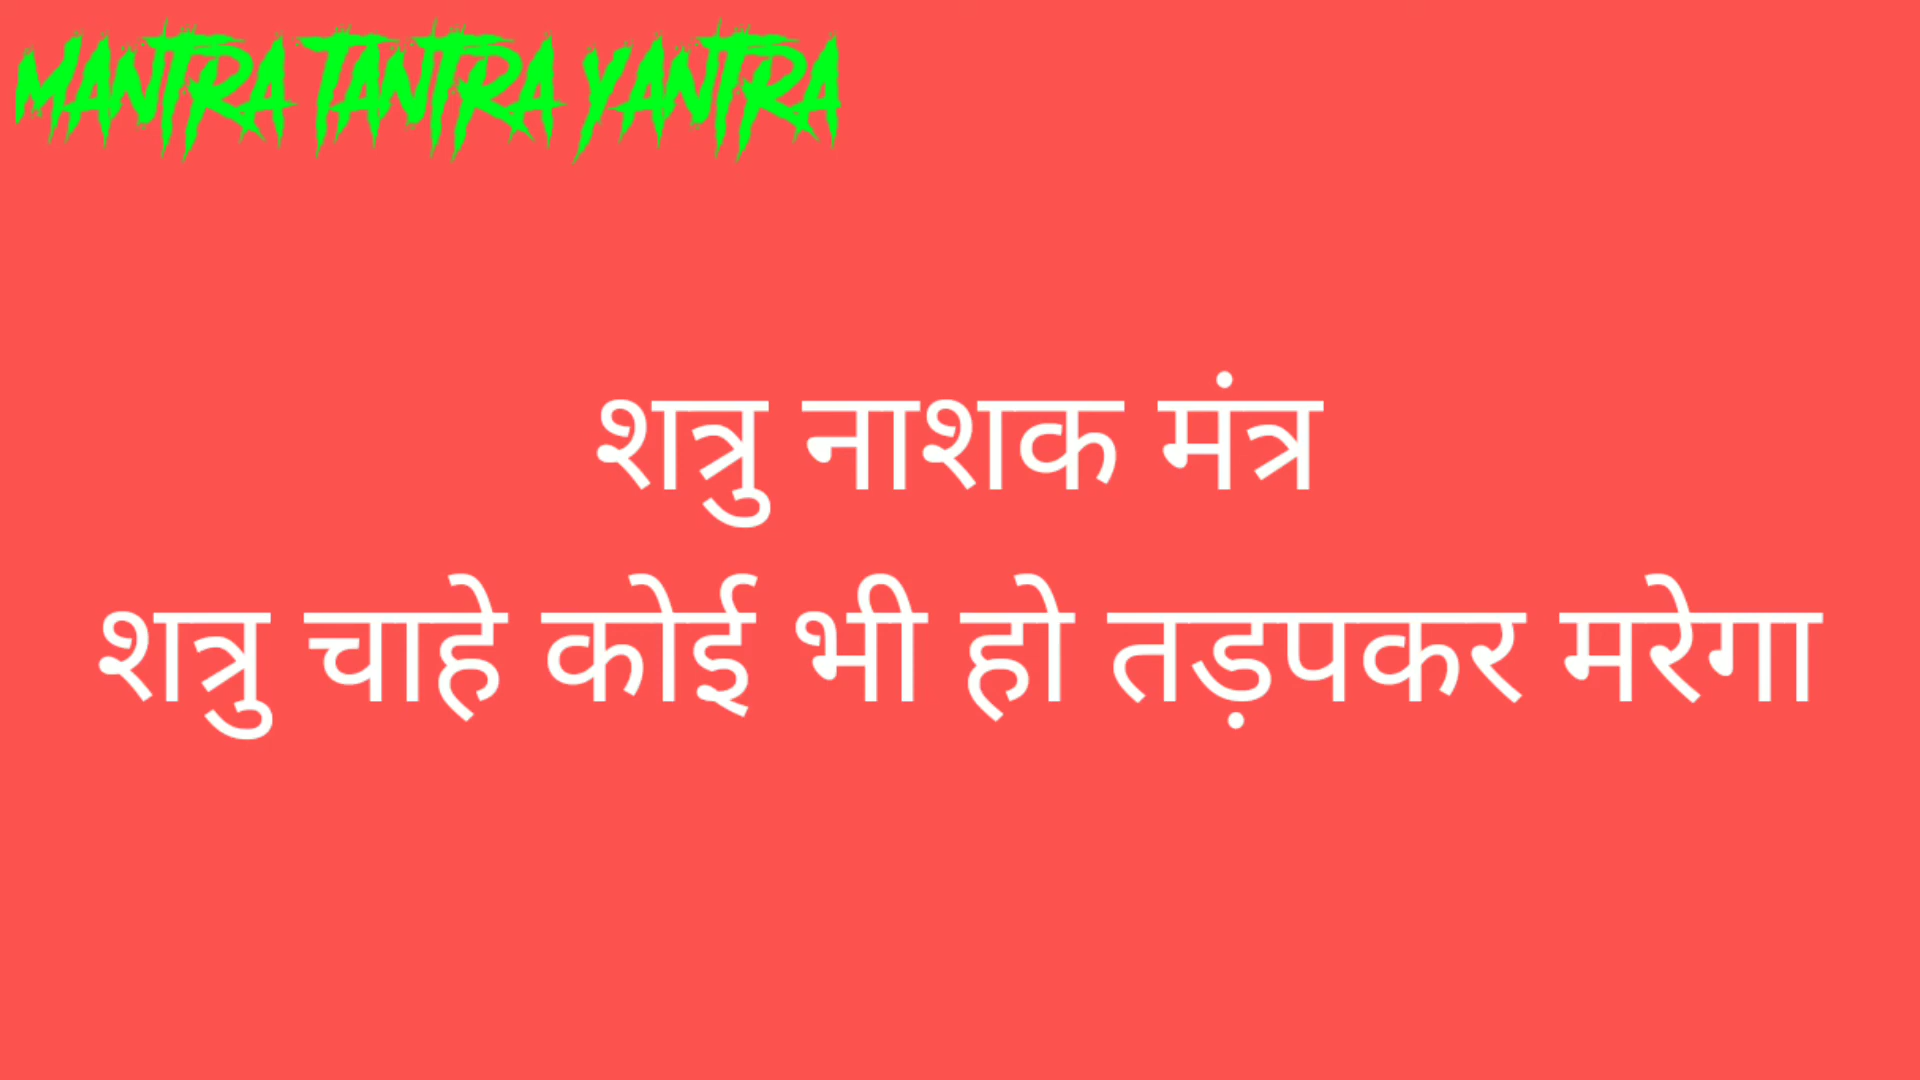 MANTRA TANTRA YANTRA
शत्रु नाशक मंत्र
शत्रु चाहे कोई भी हो तड़पकर मरेगा